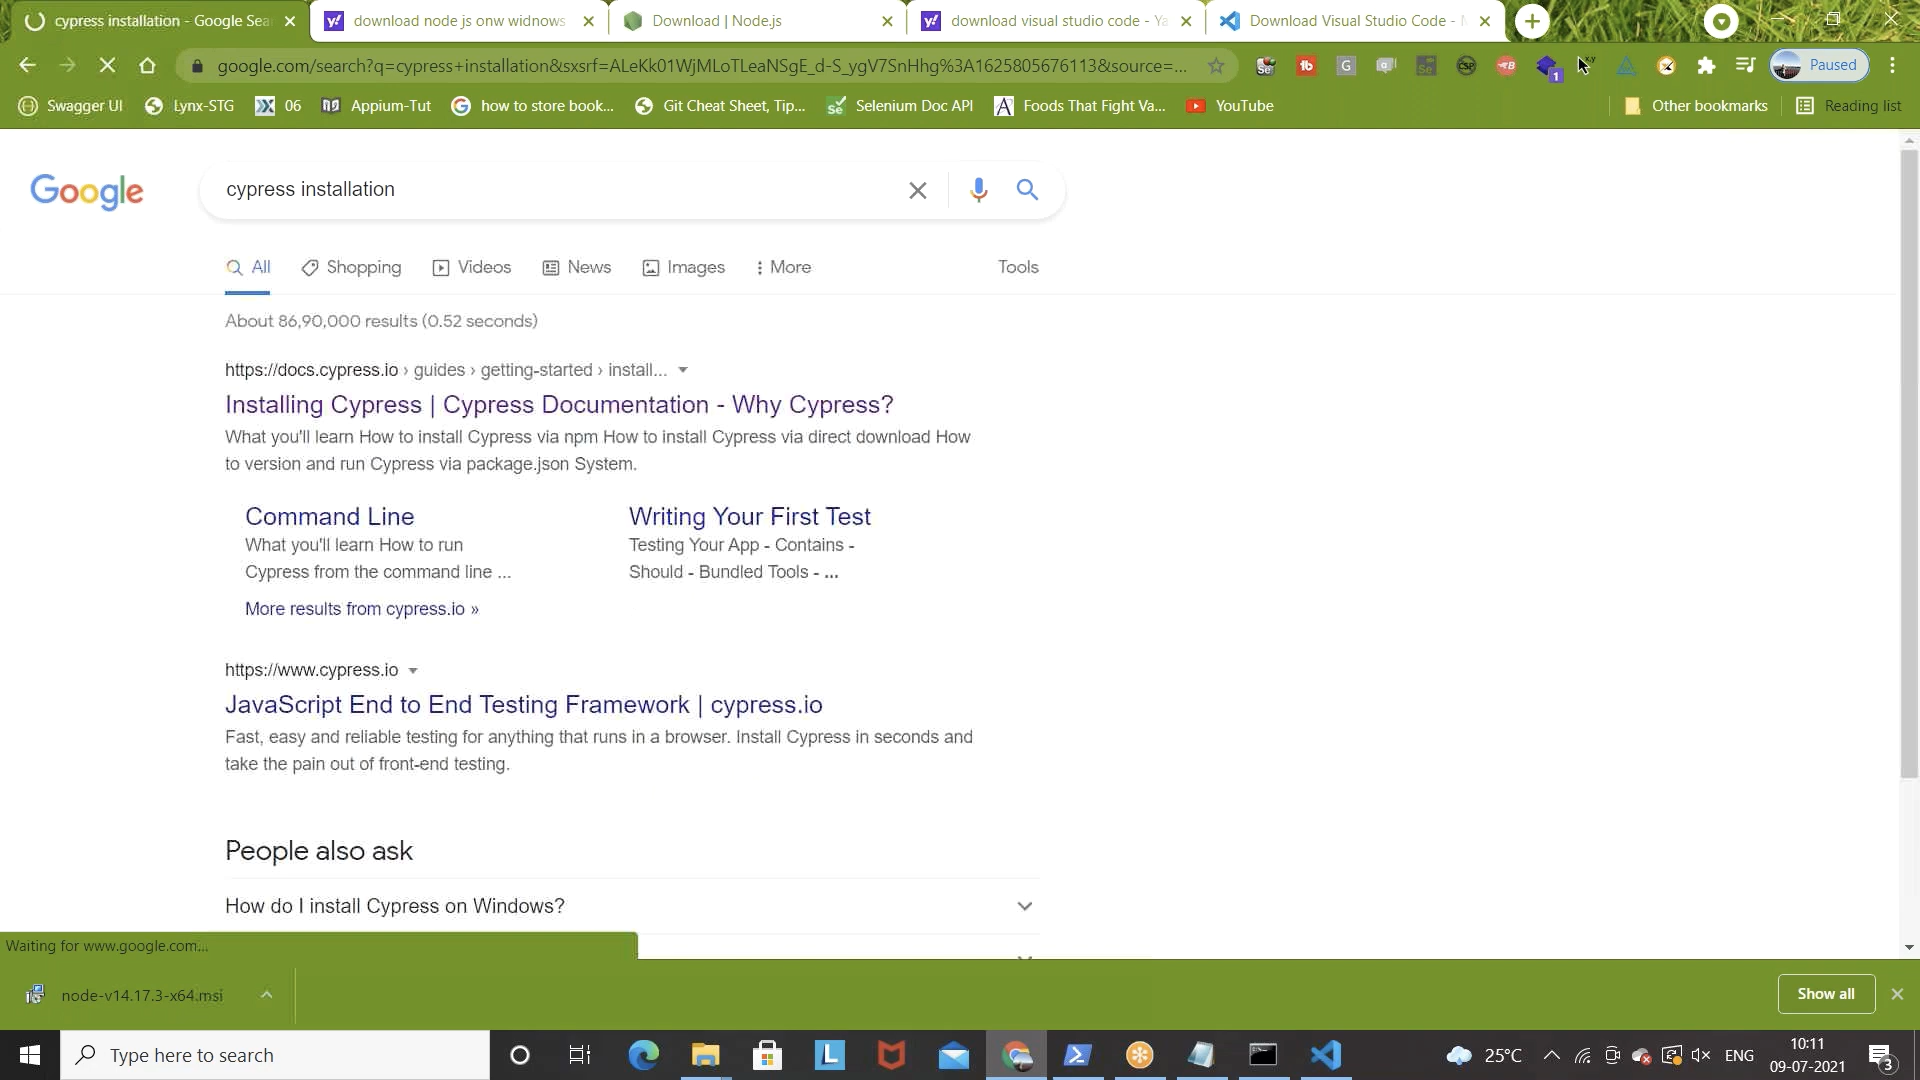 cypress installation - Google Sea
download node js onw widnows
Download | Node.js
download visual studio code - Ya
Download Visual Studio Code - M
google.com/search?q=cypress+installation&sxsrf=ALeKk01WjMLoTLeaNSgE_d-S_ygV7SnHhg%3A1625805676113&source=...
Paused
Swagger UI
Lynx-STG
06
Appium-Tut
how to store book...
Git Cheat Sheet, Tip...
Selenium Doc API
Foods That Fight Va...
YouTube
Other bookmarks
Reading list
Google
cypress installation
All
Shopping
Videos
News
Images
More
Tools
About 86,90,000 results (0.52 seconds)
https://docs.cypress.io › guides › getting-started › install...
Installing Cypress | Cypress Documentation - Why Cypress?
What you'll learn How to install Cypress via npm How to install Cypress via direct download How
to version and run Cypress via package.json System.
Command Line
What you'll learn How to run
Cypress from the command line ...
Writing Your First Test
Testing Your App - Contains -
Should - Bundled Tools - ...
More results from cypress.io »
https://www.cypress.io
JavaScript End to End Testing Framework | cypress.io
Fast, easy and reliable testing for anything that runs in a browser. Install Cypress in seconds and
take the pain out of front-end testing.
People also ask
How do I install Cypress on Windows?
Waiting for www.google.com...
node-v14.17.3-x64.msi
Show all
Type here to search
25°C
ENG
10:11
09-07-2021
3